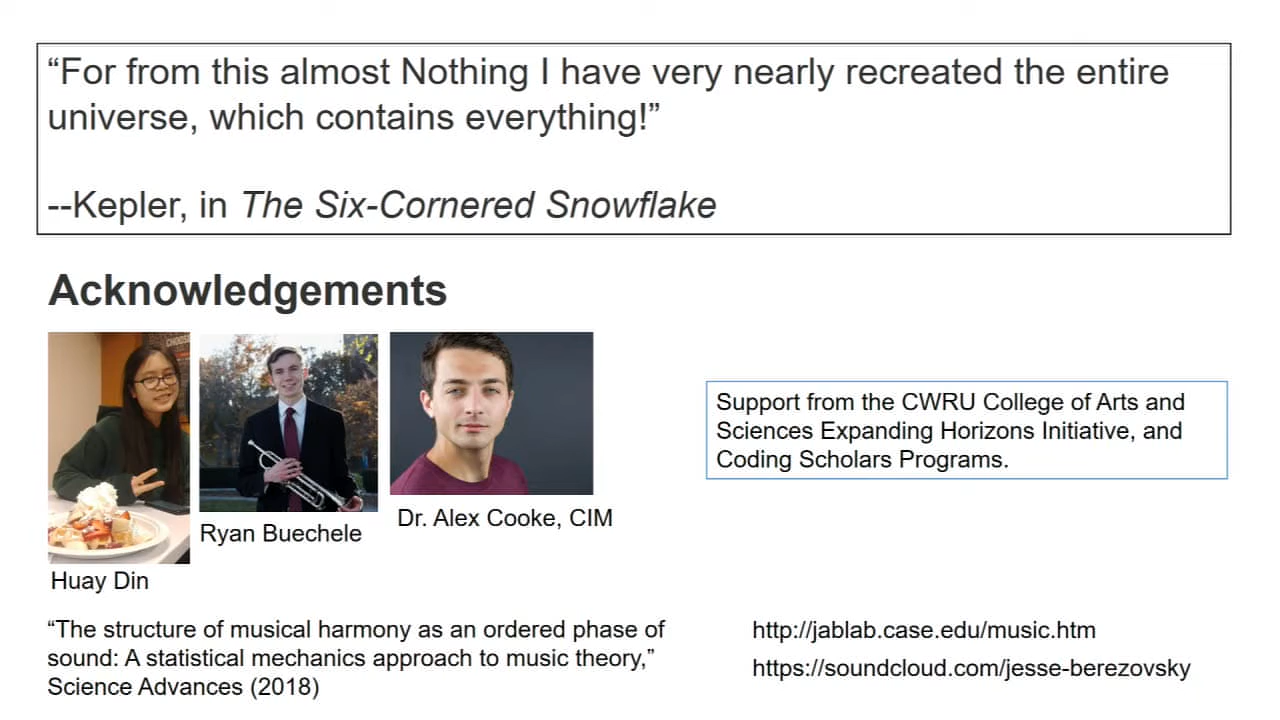 “For from this almost Nothing I have very nearly recreated the entire
universe, which contains everything!”
--Kepler, in The Six-Cornered Snowflake
Acknowledgements
CHOOSE
Huay Din
Ryan Buechele
Dr. Alex Cooke, CIM
Support from the CWRU College of Arts and
Sciences Expanding Horizons Initiative, and
Coding Scholars Programs.
“The structure of musical harmony as an ordered phase of
sound: A statistical mechanics approach to music theory,”
Science Advances (2018)
http://jablab.case.edu/music.htm
https://soundcloud.com/jesse-berezovsky